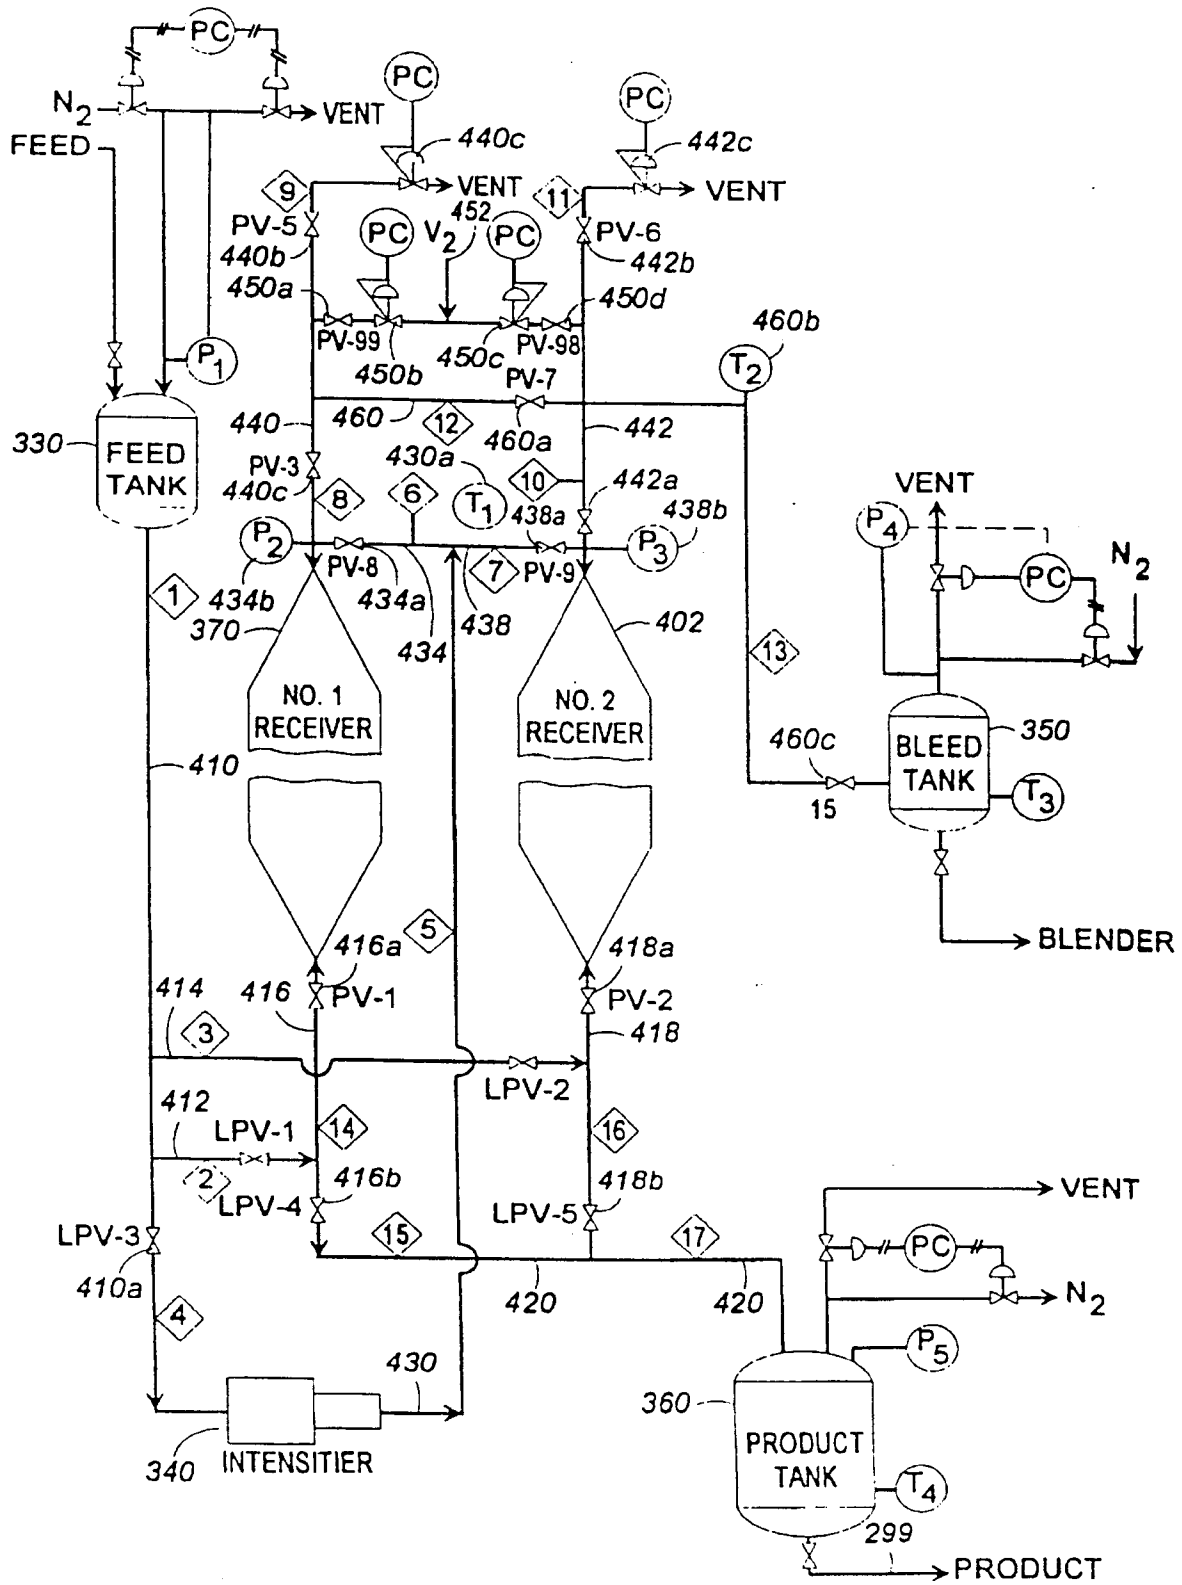 PC
N2
VENT
FEED
PC
440c
VENT
PC
442c
VENT
9
11
PV-5
440b
PC
V2
452
PC
PV-6
442b
450a
450d
PV-99
450b
450c
PV-98
PV-7
P1
T2
460b
330
FEED TANK
440
460
12
460a
442
PV-3
440c
430a
T1
10
442a
8
6
438a
438b
P2
P3
PV-8
434a
7
PV-9
434b
434
438
1
370
402
VENT
P4
PC
N2
13
NO. 1
RECEIVER
NO. 2
RECEIVER
410
460c
15
BLEED
TANK
350
T3
5
416a
418a
BLENDER
416
PV-1
PV-2
414
3
418
LPV-2
412
LPV-1
14
16
2
416b
418b
LPV-4
LPV-5
VENT
LPV-3
15
17
PC
410a
420
420
N2
4
430
P5
360
340
INTENSITIER
PRODUCT
TANK
T4
299
PRODUCT